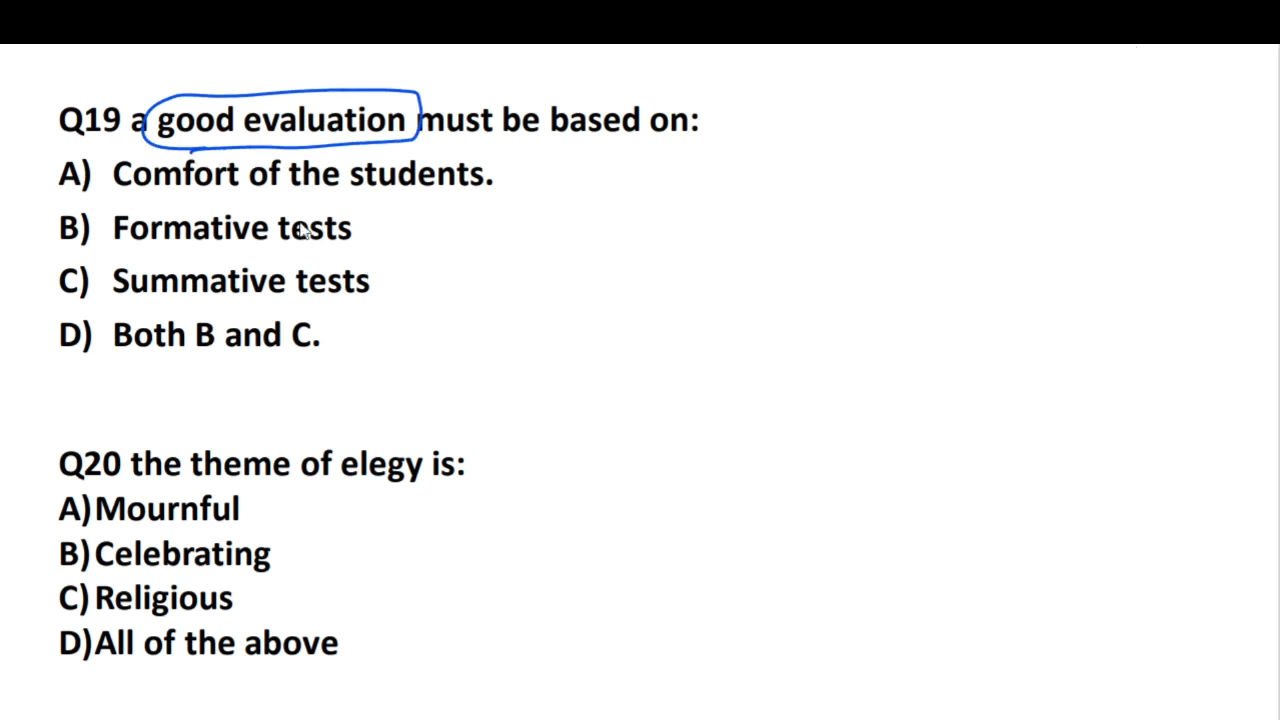 Q19 a good evaluation must be based on:
A) Comfort of the students.
B) Formative tests
C) Summative tests
D) Both B and C.
Q20 the theme of elegy is:
A)Mournful
B)Celebrating
C)Religious
D)All of the above